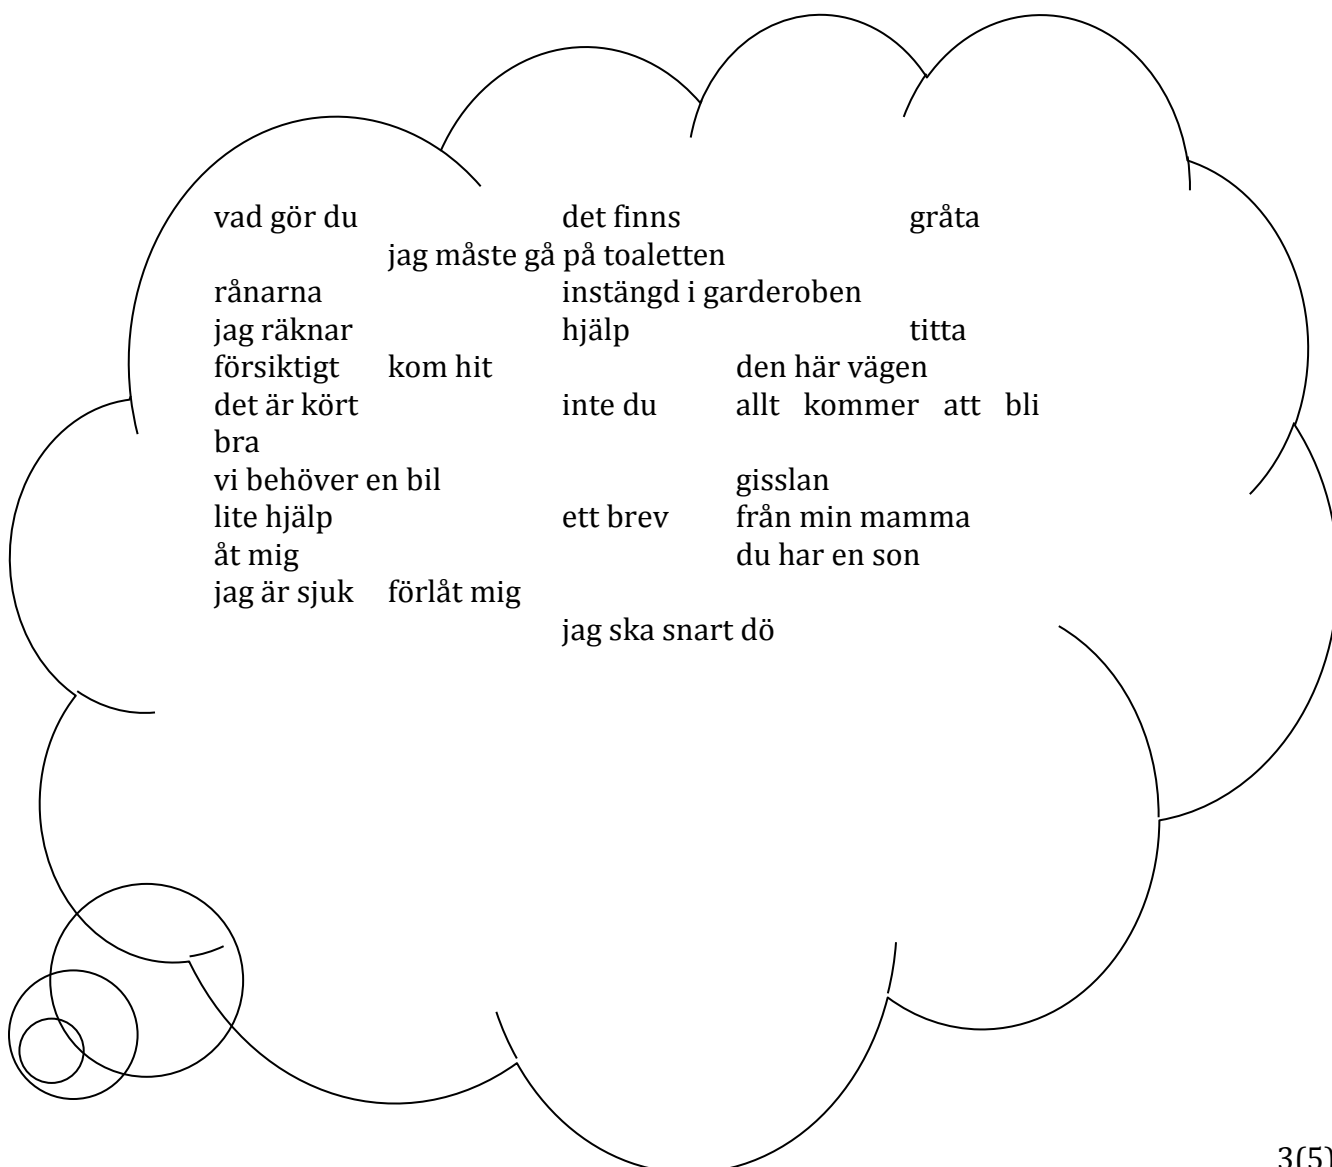 vad gör du det finns gråta
jag måste gå på toaletten
rånarna instängd i garderoben
jag räknar hjälp titta
försiktigt kom hit den här vägen
det är kört inte du allt kommer att bli
bra
vi behöver en bil gisslan
lite hjälp ett brev från min mamma
åt mig du har en son
jag är sjuk förlåt mig
jag ska snart dö
3(5)